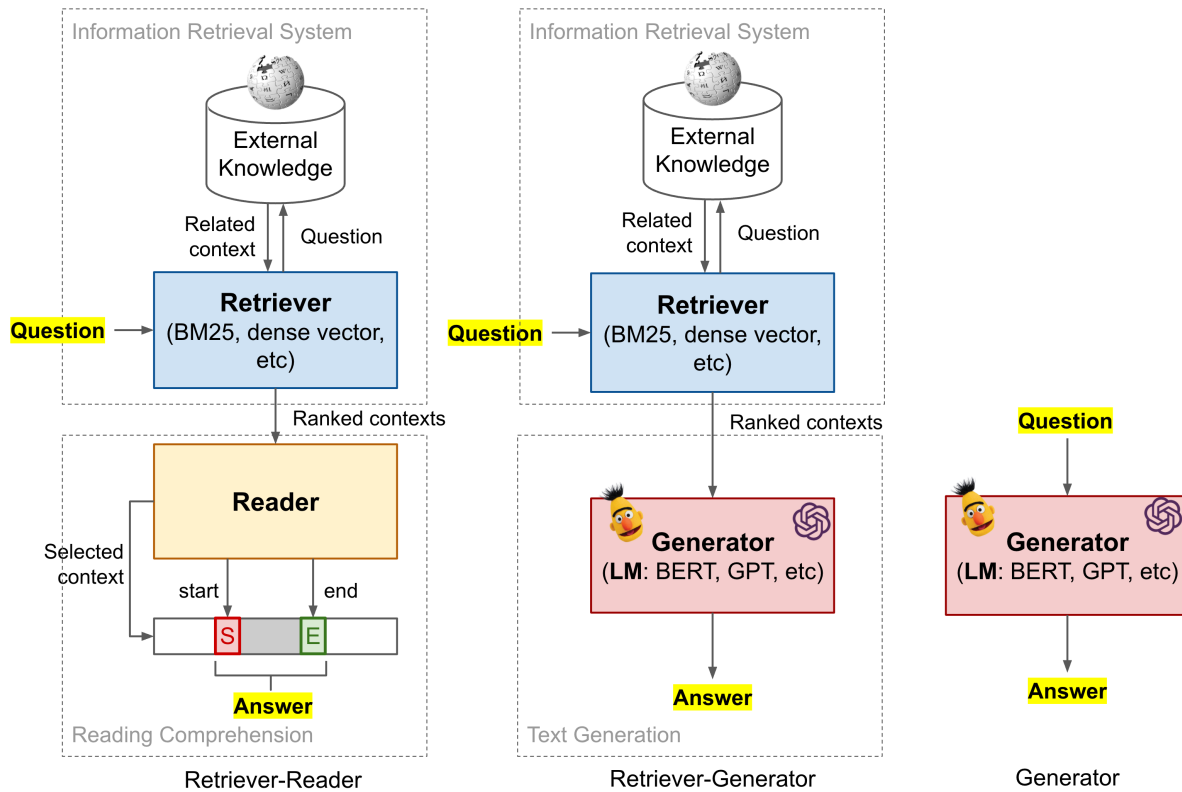 Information Retrieval System
External
Knowledge
Related
context
Question
Question
Retriever
(BM25, dense vector,
etc)
Ranked contexts
Reader
Selected
context
start
end
S
E
Answer
Reading Comprehension
Retriever-Reader
Information Retrieval System
External
Knowledge
Related
context
Question
Question
Retriever
(BM25, dense vector,
etc)
Ranked contexts
Generator
(LM: BERT, GPT, etc)
Answer
Text Generation
Retriever-Generator
Question
Generator
(LM: BERT, GPT, etc)
Answer
Generator